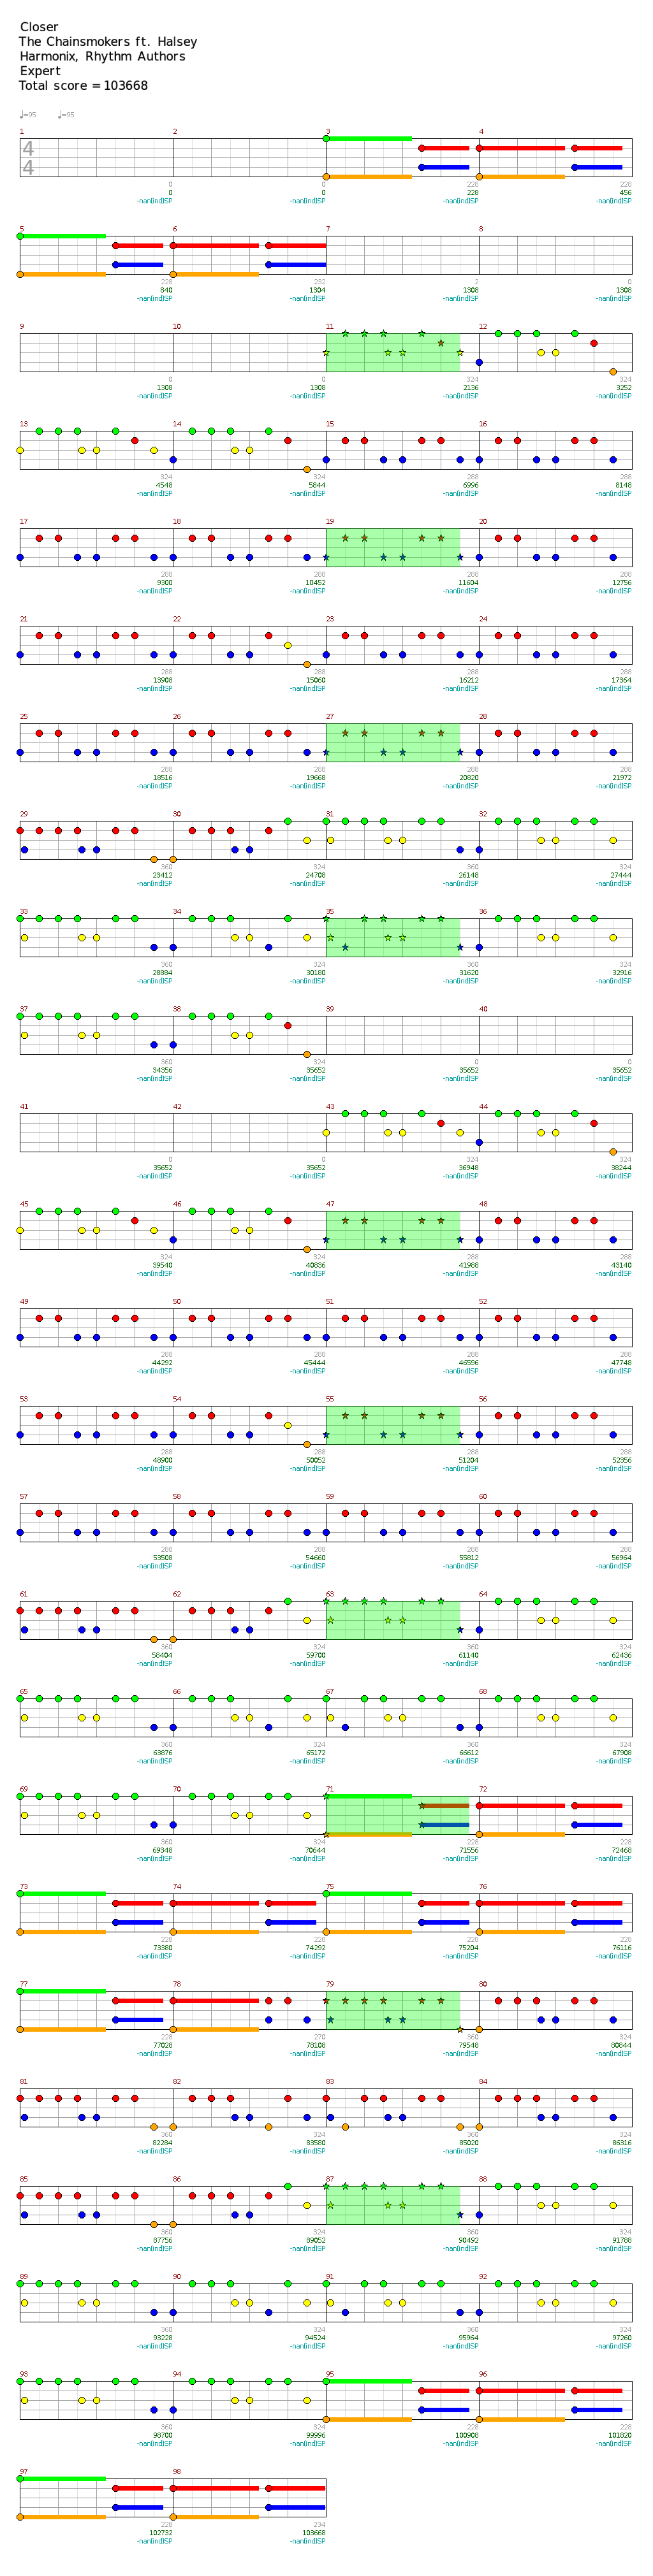 Closer
The Chainsmokers ft. Halsey
Harmonix, Rhythm Authors
Expert
Total score = 103668
♩=95 ♩=95
1 2 3 4
4
4
0 0 228 228
0 0 228 456
-nan(ind)SP -nan(ind)SP -nan(ind)SP -nan(ind)SP
5 6 7 8
228 232 2 0
840 1304 1308 1308
-nan(ind)SP -nan(ind)SP -nan(ind)SP -nan(ind)SP
9 10 11 12
0 0 324 324
1308 1308 2136 3252
-nan(ind)SP -nan(ind)SP -nan(ind)SP -nan(ind)SP
13 14 15 16
324 324 288 288
4548 5844 6996 8148
-nan(ind)SP -nan(ind)SP -nan(ind)SP -nan(ind)SP
17 18 19 20
288 288 288 288
9300 10452 11604 12756
-nan(ind)SP -nan(ind)SP -nan(ind)SP -nan(ind)SP
21 22 23 24
288 288 288 288
13908 15060 16212 17364
-nan(ind)SP -nan(ind)SP -nan(ind)SP -nan(ind)SP
25 26 27 28
288 288 288 288
18516 19668 20820 21972
-nan(ind)SP -nan(ind)SP -nan(ind)SP -nan(ind)SP
29 30 31 32
360 324 360 324
23412 24708 26148 27444
-nan(ind)SP -nan(ind)SP -nan(ind)SP -nan(ind)SP
33 34 35 36
360 324 360 324
28884 30180 31620 32916
-nan(ind)SP -nan(ind)SP -nan(ind)SP -nan(ind)SP
37 38 39 40
360 324 0 0
34356 35652 35652 35652
-nan(ind)SP -nan(ind)SP -nan(ind)SP -nan(ind)SP
41 42 43 44
0 0 324 324
35652 35652 36948 38244
-nan(ind)SP -nan(ind)SP -nan(ind)SP -nan(ind)SP
45 46 47 48
324 324 288 288
39540 40836 41988 43140
-nan(ind)SP -nan(ind)SP -nan(ind)SP -nan(ind)SP
49 50 51 52
288 288 288 288
44292 45444 46596 47748
-nan(ind)SP -nan(ind)SP -nan(ind)SP -nan(ind)SP
53 54 55 56
288 288 288 288
48900 50052 51204 52356
-nan(ind)SP -nan(ind)SP -nan(ind)SP -nan(ind)SP
57 58 59 60
288 288 288 288
53508 54660 55812 56964
-nan(ind)SP -nan(ind)SP -nan(ind)SP -nan(ind)SP
61 62 63 64
360 324 360 324
58404 59700 61140 62436
-nan(ind)SP -nan(ind)SP -nan(ind)SP -nan(ind)SP
65 66 67 68
360 324 360 324
63876 65172 66612 67908
-nan(ind)SP -nan(ind)SP -nan(ind)SP -nan(ind)SP
69 70 71 72
360 324 228 228
69348 70644 71556 72468
-nan(ind)SP -nan(ind)SP -nan(ind)SP -nan(ind)SP
73 74 75 76
228 228 228 228
73380 74292 75204 76116
-nan(ind)SP -nan(ind)SP -nan(ind)SP -nan(ind)SP
77 78 79 80
228 270 360 324
77028 78108 79548 80844
-nan(ind)SP -nan(ind)SP -nan(ind)SP -nan(ind)SP
81 82 83 84
360 324 360 324
82284 83580 85020 86316
-nan(ind)SP -nan(ind)SP -nan(ind)SP -nan(ind)SP
85 86 87 88
360 324 360 324
87756 89052 90492 91788
-nan(ind)SP -nan(ind)SP -nan(ind)SP -nan(ind)SP
89 90 91 92
360 324 360 324
93228 94524 95964 97260
-nan(ind)SP -nan(ind)SP -nan(ind)SP -nan(ind)SP
93 94 95 96
360 324 228 228
98700 99996 100908 101820
-nan(ind)SP -nan(ind)SP -nan(ind)SP -nan(ind)SP
97 98
228 234
102732 103668
-nan(ind)SP -nan(ind)SP